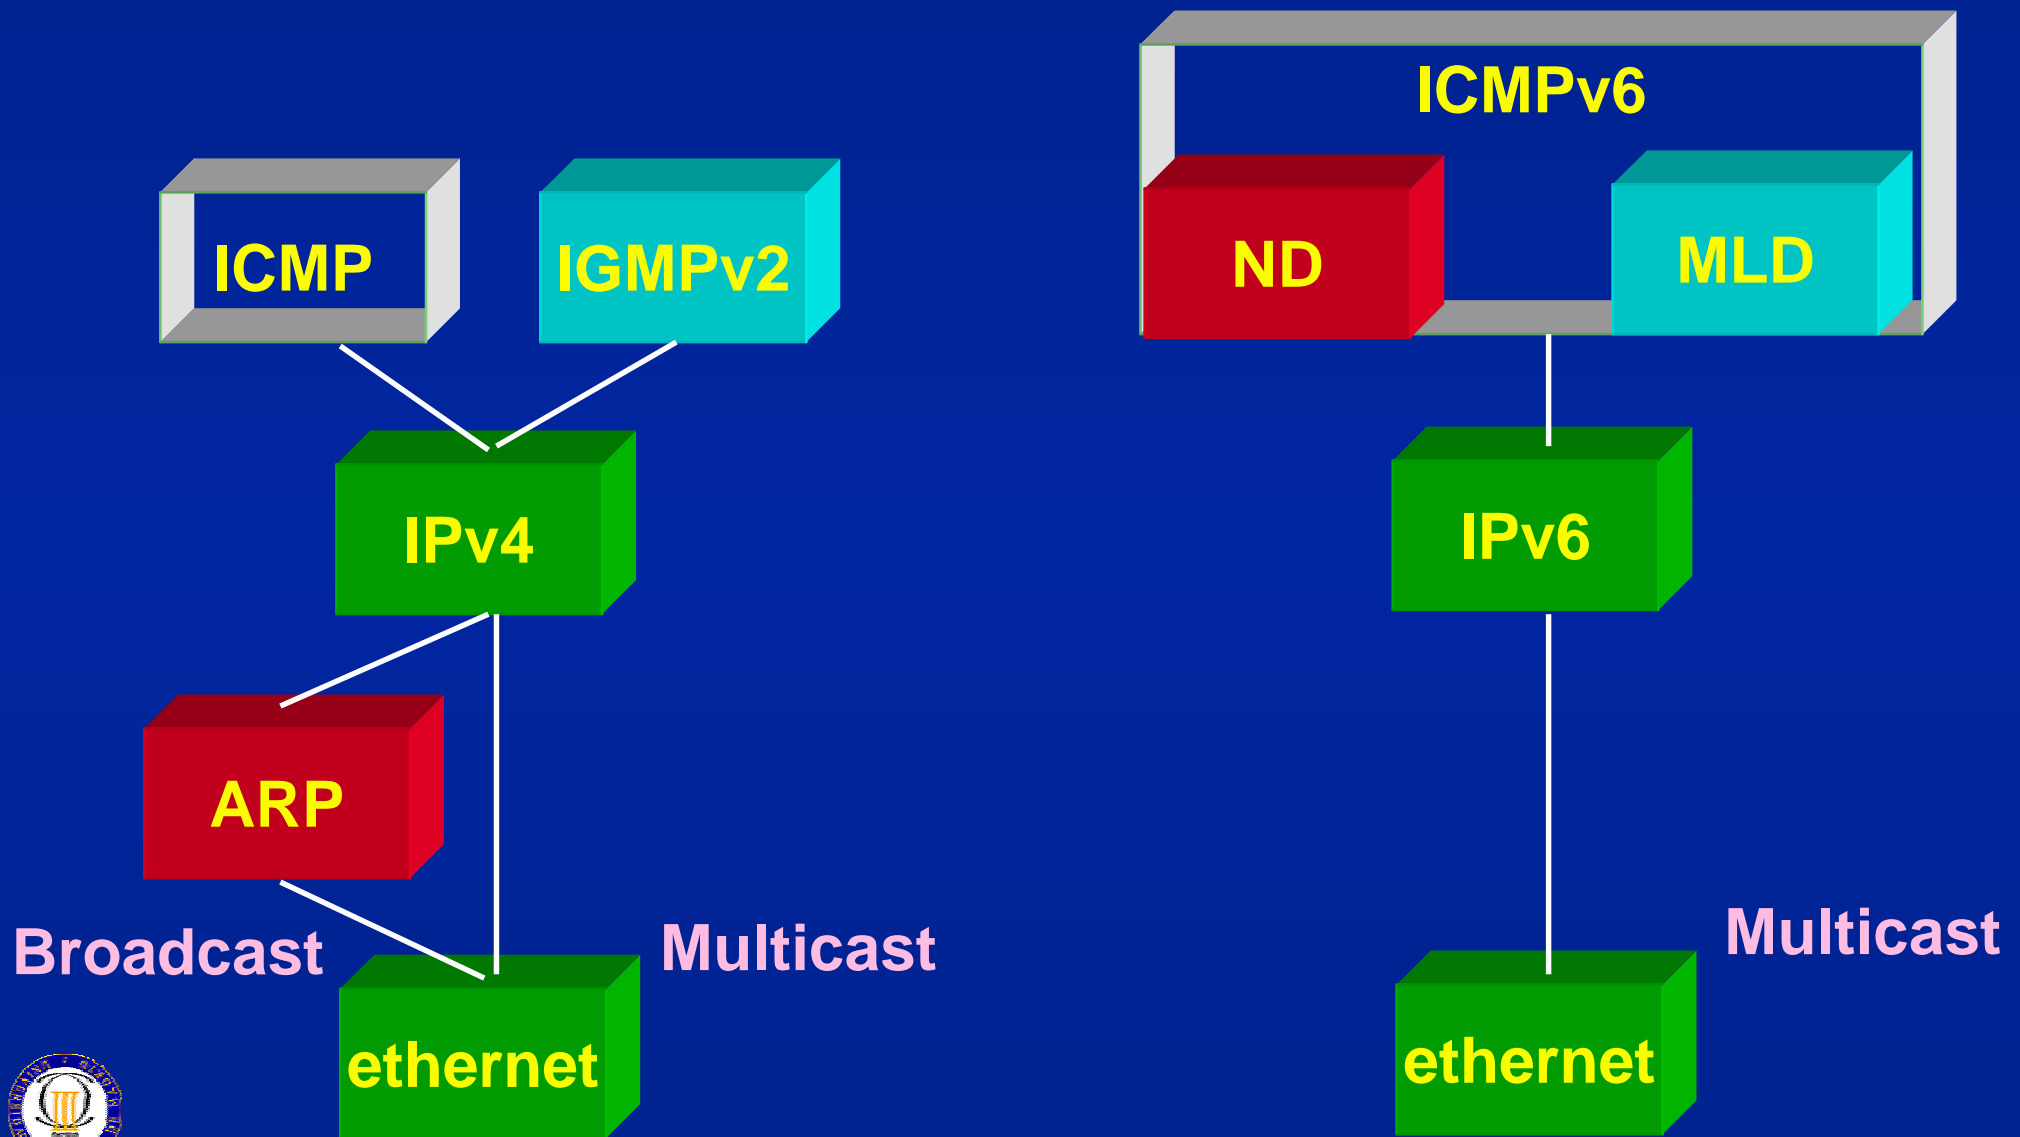 ICMP
IGMPv2
IPv4
ARP
Broadcast
Multicast
ethernet
ICMPv6
ND
MLD
IPv6
Multicast
ethernet